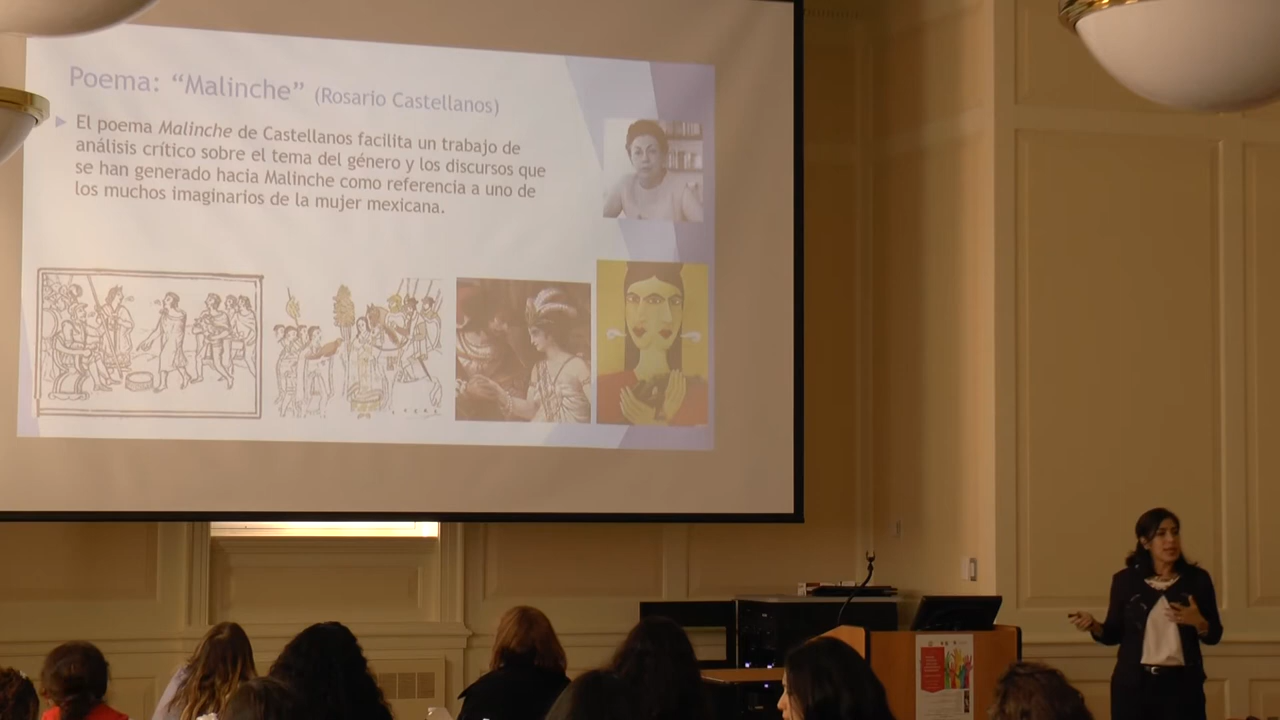 Poema: “Malinche” (Rosario Castellanos)
El poema Malinche de Castellanos facilita un trabajo de
análisis crítico sobre el tema del género y los discursos que
se han generado hacia Malinche como referencia a uno de
los muchos imaginarios de la mujer mexicana.